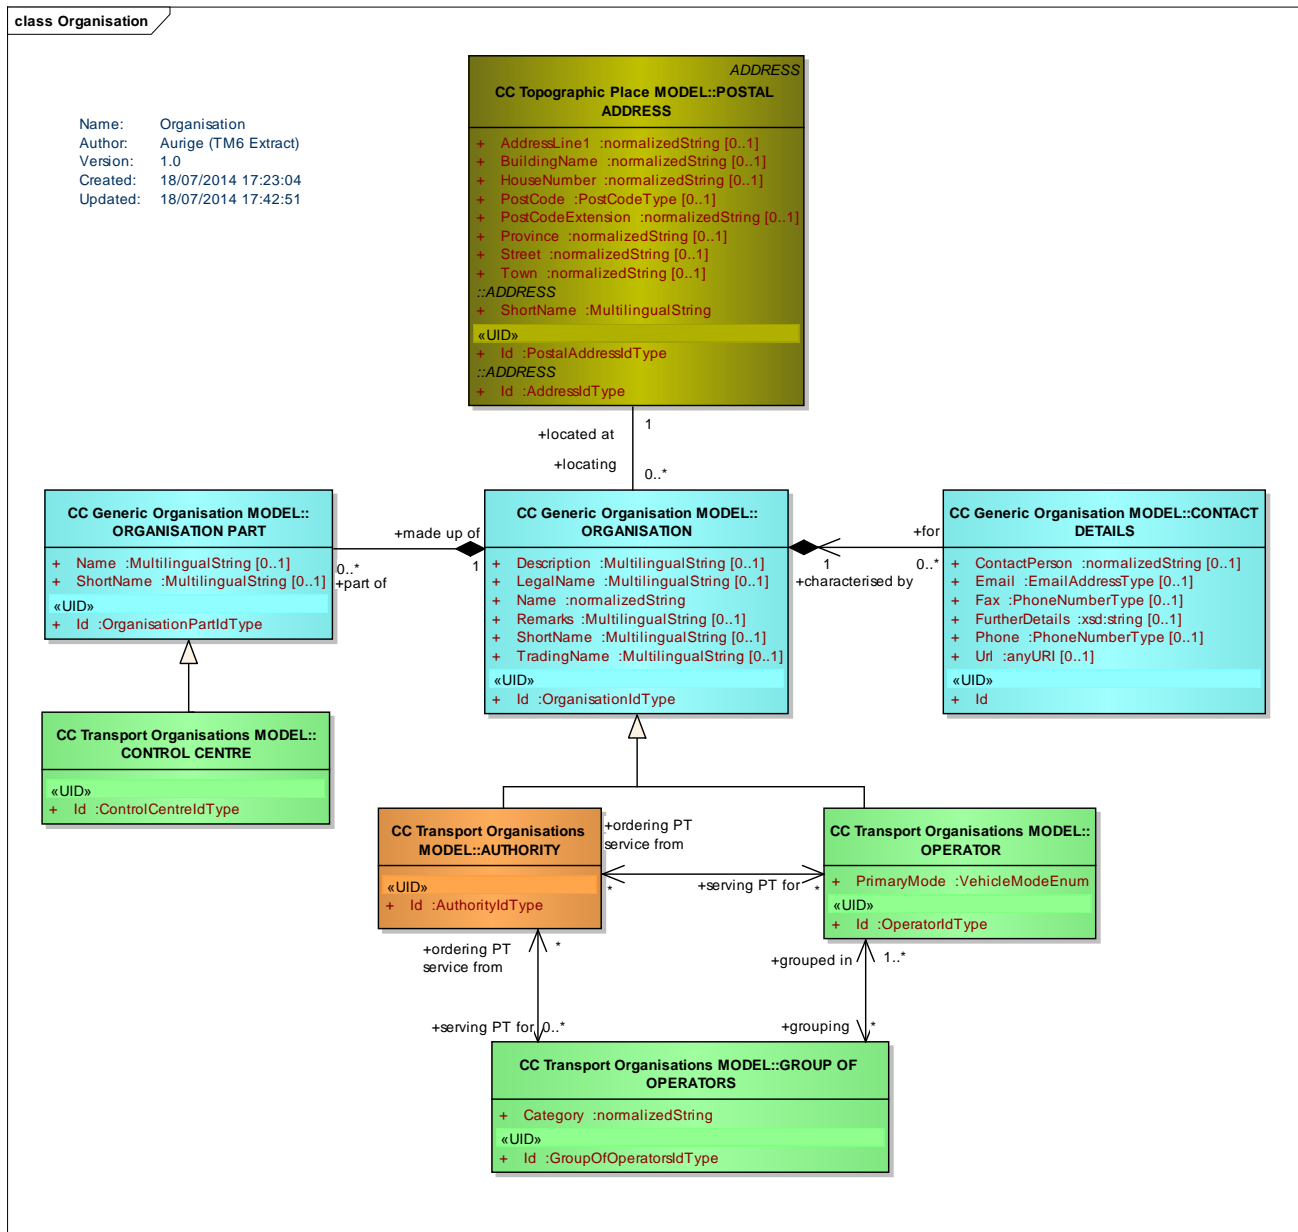 class Organisation
Name: Organisation
Author: Aurige (TM6 Extract)
Version: 1.0
Created: 18/07/2014 17:23:04
Updated: 18/07/2014 17:42:51
ADDRESS
CC Topographic Place MODEL::POSTAL
ADDRESS
+ AddressLine1 :normalizedString [0..1]
+ BuildingName :normalizedString [0..1]
+ HouseNumber :normalizedString [0..1]
+ PostCode :PostCodeType [0..1]
+ PostCodeExtension :normalizedString [0..1]
+ Province :normalizedString [0..1]
+ Street :normalizedString [0..1]
+ Town :normalizedString [0..1]
::ADDRESS
+ ShortName :MultilingualString
«UID»
+ Id :PostalAddressIdType
::ADDRESS
+ Id :AddressIdType
+located at
1
+locating
0..*
CC Generic Organisation MODEL::
ORGANISATION PART
+ Name :MultilingualString [0..1]
+ ShortName :MultilingualString [0..1]
«UID»
+ Id :OrganisationPartIdType
+made up of
1
0..*
+part of
CC Generic Organisation MODEL::
ORGANISATION
+ Description :MultilingualString [0..1]
+ LegalName :MultilingualString [0..1]
+ Name :normalizedString
+ Remarks :MultilingualString [0..1]
+ ShortName :MultilingualString [0..1]
+ TradingName :MultilingualString [0..1]
«UID»
+ Id :OrganisationIdType
+for
0..*
1
+characterised by
CC Generic Organisation MODEL::CONTACT
DETAILS
+ ContactPerson :normalizedString [0..1]
+ Email :EmailAddressType [0..1]
+ Fax :PhoneNumberType [0..1]
+ FurtherDetails :xsd:string [0..1]
+ Phone :PhoneNumberType [0..1]
+ Url :anyURI [0..1]
«UID»
+ Id
CC Transport Organisations MODEL::
CONTROL CENTRE
«UID»
+ Id :ControlCentreIdType
CC Transport Organisations
MODEL::AUTHORITY
«UID»
+ Id :AuthorityIdType
+ordering PT
service from
*
+serving PT for
*
CC Transport Organisations MODEL::
OPERATOR
+ PrimaryMode :VehicleModeEnum
«UID»
+ Id :OperatorIdType
+ordering PT
service from
*
+serving PT for
0..*
+grouped in
1..*
+grouping
*
CC Transport Organisations MODEL::GROUP OF
OPERATORS
+ Category :normalizedString
«UID»
+ Id :GroupOfOperatorsIdType